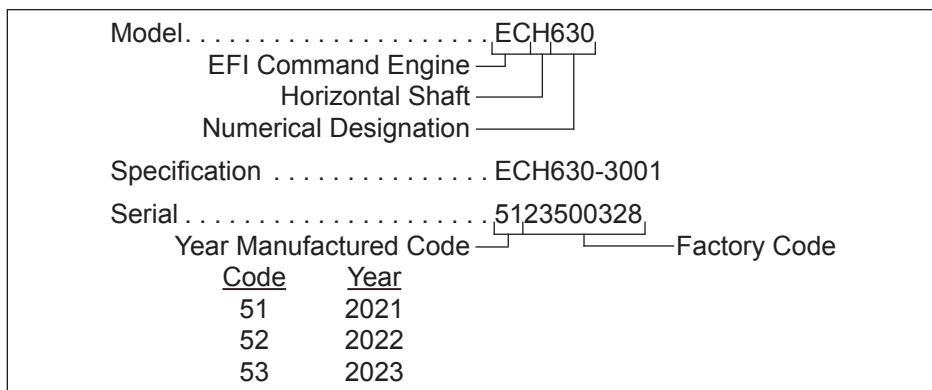 Model. . . . . . . . . . . . . . . . . . . . . ECH630
EFI Command Engine
Horizontal Shaft
Numerical Designation
Specification . . . . . . . . . . . . . . . ECH630-3001
Serial . . . . . . . . . . . . . . . . . . . . . 5123500328
Year Manufactured Code Factory Code
Code Year
51 2021
52 2022
53 2023